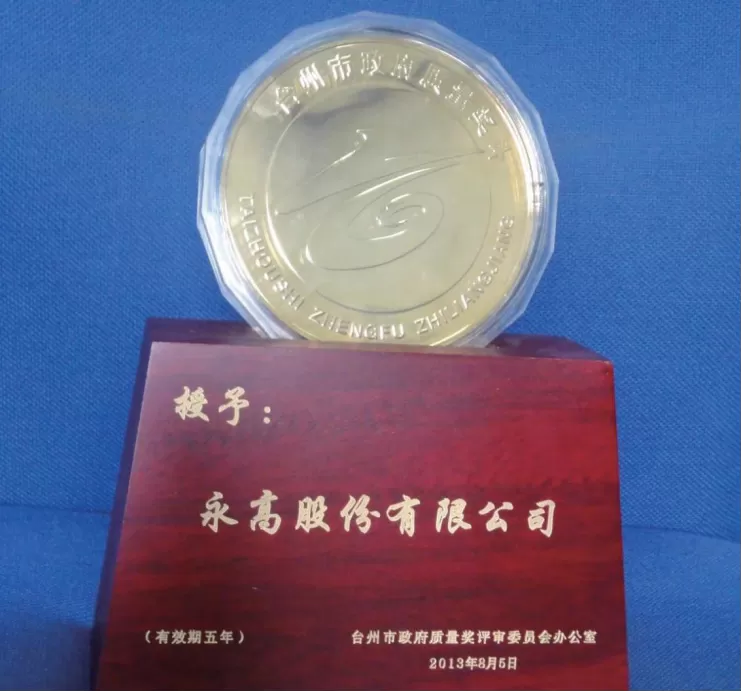 台州市政府质量奖
TAIZHOUSHI ZHENGFU ZHILIANGJIANG
授予：
永高股份有限公司
（有效期五年）
台州市政府质量奖评审委员会办公室
2013年8月5日